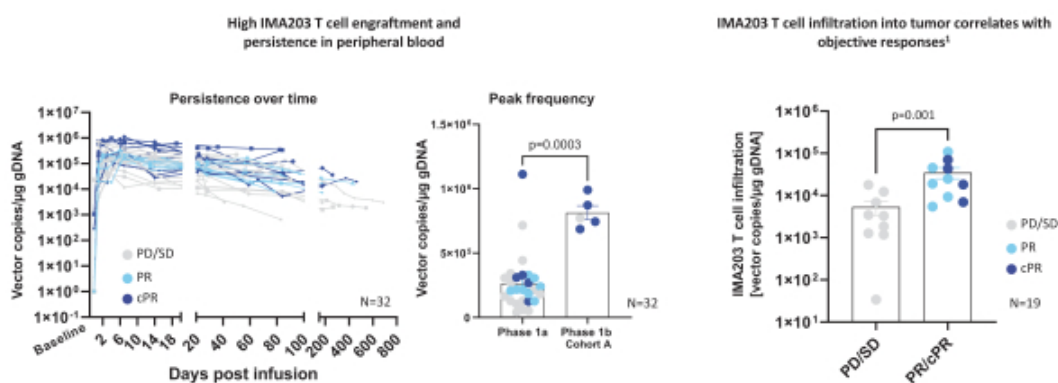 High IMA203 T cell engraftment and
persistence in peripheral blood
IMA203 T cell infiltration into tumor correlates with
objective responses¹
Persistence over time
Vector copies/µg gDNA
1×10⁷
1×10⁶
1×10⁵
1×10⁴
1×10³
1×10²
1×10¹
1×10⁰
1×10⁻¹
PD/SD
PR
cPR
N=32
Baseline
2
6
10
14
18
20
40
60
80
100
200
400
600
800
Days post infusion
Peak frequency
Vector copies/µg gDNA
1.5×10⁶
1×10⁶
5×10⁵
0
p=0.0003
N=32
Phase 1a
Phase 1b
Cohort A
IMA203 T cell infiltration
[vector copies/µg gDNA]
1×10⁶
1×10⁵
1×10⁴
1×10³
1×10²
1×10¹
p=0.001
PD/SD
PR
cPR
N=19
PD/SD
PR/cPR